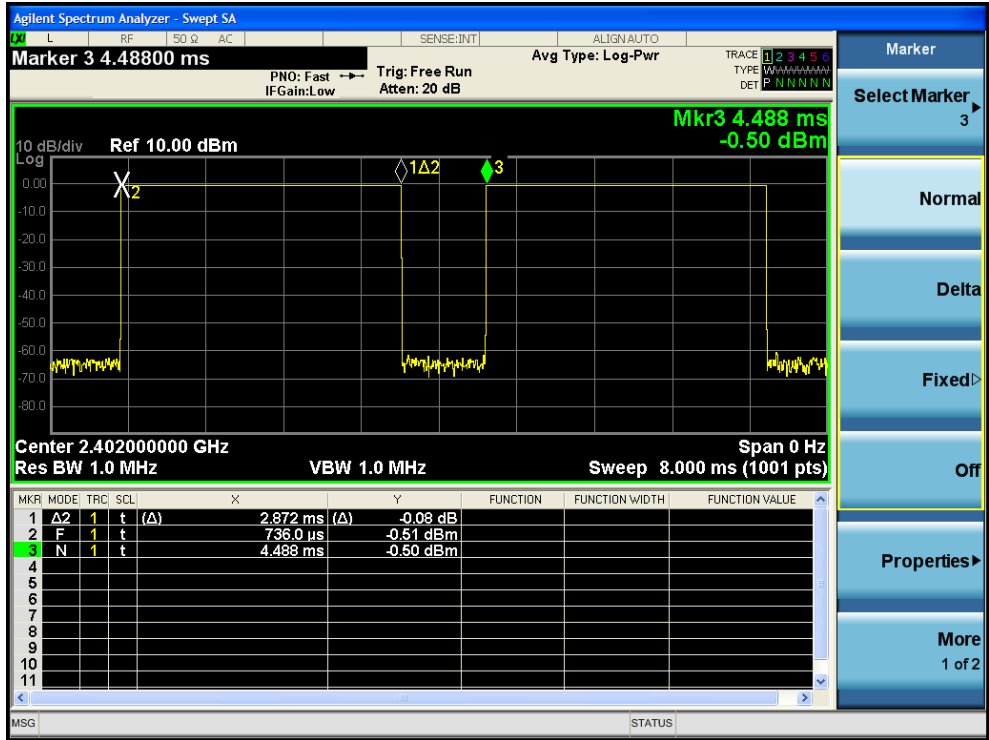 Agilent Spectrum Analyzer - Swept SA
LXI L RF 50 Ω AC SENSE:INT ALIGN AUTO
Marker 3 4.48800 ms
PNO: Fast
IFGain:Low
Trig: Free Run
Atten: 20 dB
Avg Type: Log-Pwr
TRACE 1 2 3 4 5 6
TYPE W
DET P N N N N N
Mkr3 4.488 ms
-0.50 dBm
10 dB/div Ref 10.00 dBm
Log
1Δ2
3
2
0.00
-10.0
-20.0
-30.0
-40.0
-50.0
-60.0
-70.0
-80.0
Center 2.402000000 GHz Span 0 Hz
Res BW 1.0 MHz VBW 1.0 MHz Sweep 8.000 ms (1001 pts)
MKR MODE TRC SCL X Y FUNCTION FUNCTION WIDTH FUNCTION VALUE
1 Δ2 1 t (Δ) 2.872 ms (Δ) -0.08 dB
2 F 1 t 736.0 µs -0.51 dBm
3 N 1 t 4.488 ms -0.50 dBm
4
5
6
7
8
9
10
11
MSG STATUS
Marker
Select Marker
3
Normal
Delta
Fixed
Off
Properties
More
1 of 2